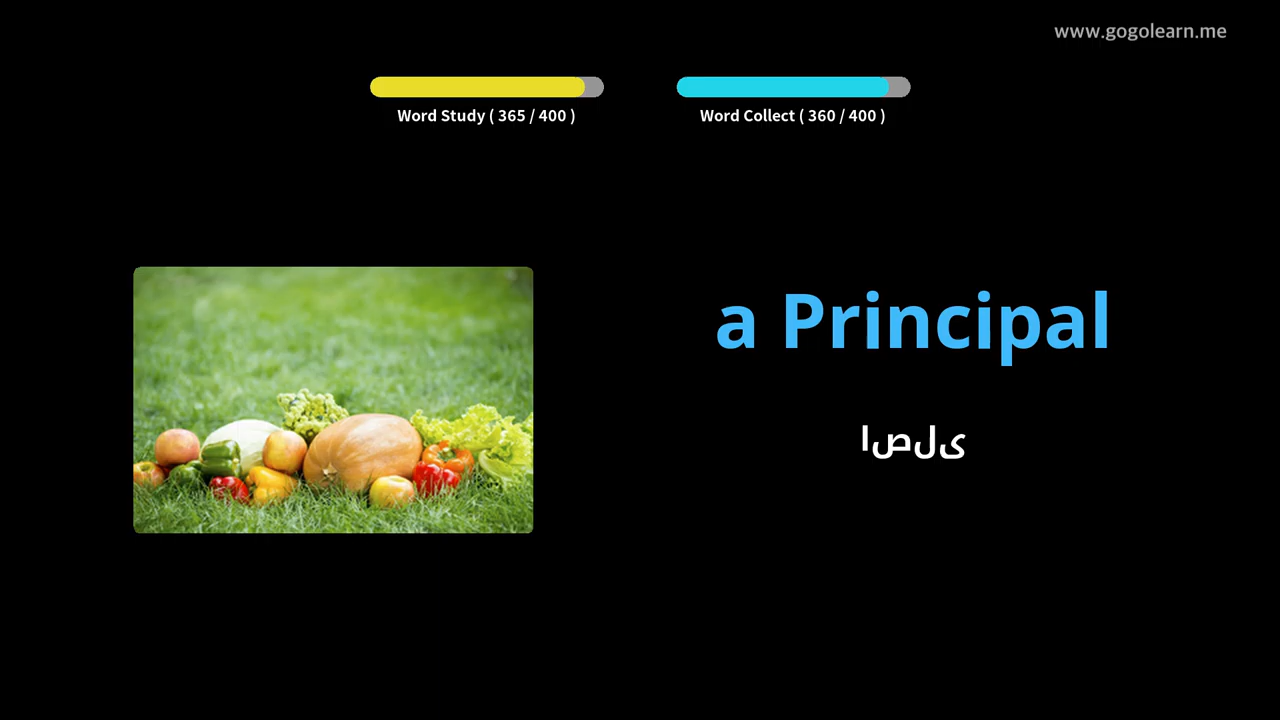 www.gogolearn.me
Word Study ( 365 / 400 )
Word Collect ( 360 / 400 )
a Principal
اصلی